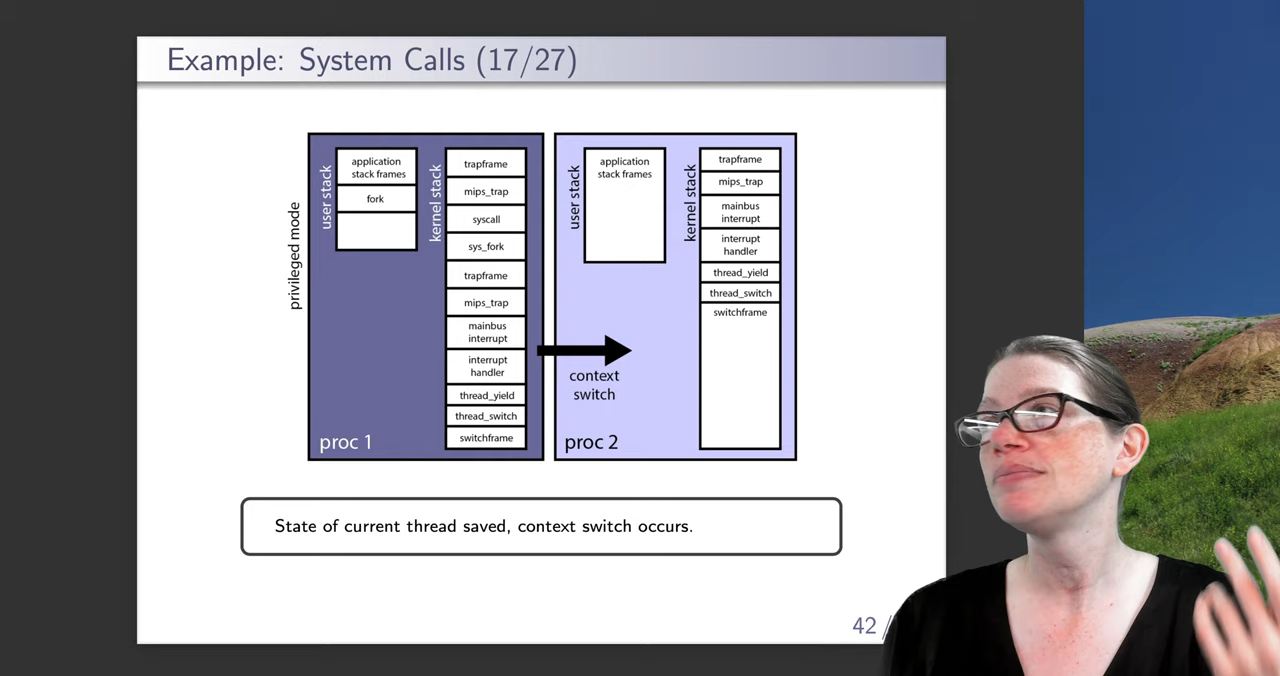 Example: System Calls (17/27)
privileged mode
user stack
application
stack frames
fork
kernel stack
trapframe
mips_trap
syscall
sys_fork
trapframe
mips_trap
mainbus
interrupt
interrupt
handler
thread_yield
thread_switch
switchframe
proc 1
context
switch
user stack
application
stack frames
kernel stack
trapframe
mips_trap
mainbus
interrupt
interrupt
handler
thread_yield
thread_switch
switchframe
proc 2
State of current thread saved, context switch occurs.
42 /